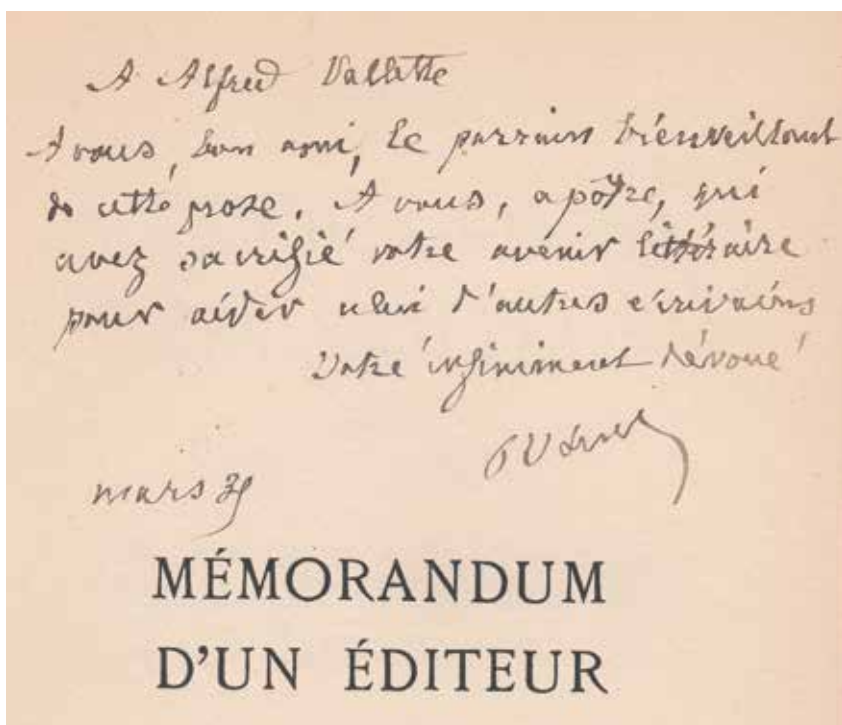 A Alfred Vallette
A vous, bon ami, le parrain bienveillant
de cette prose. A vous, apôtre, qui
avez sacrifié votre avenir littéraire
pour aider celui d'autres écrivains
Votre infiniment dévoué
mars
MÉMORANDUM
D'UN ÉDITEUR